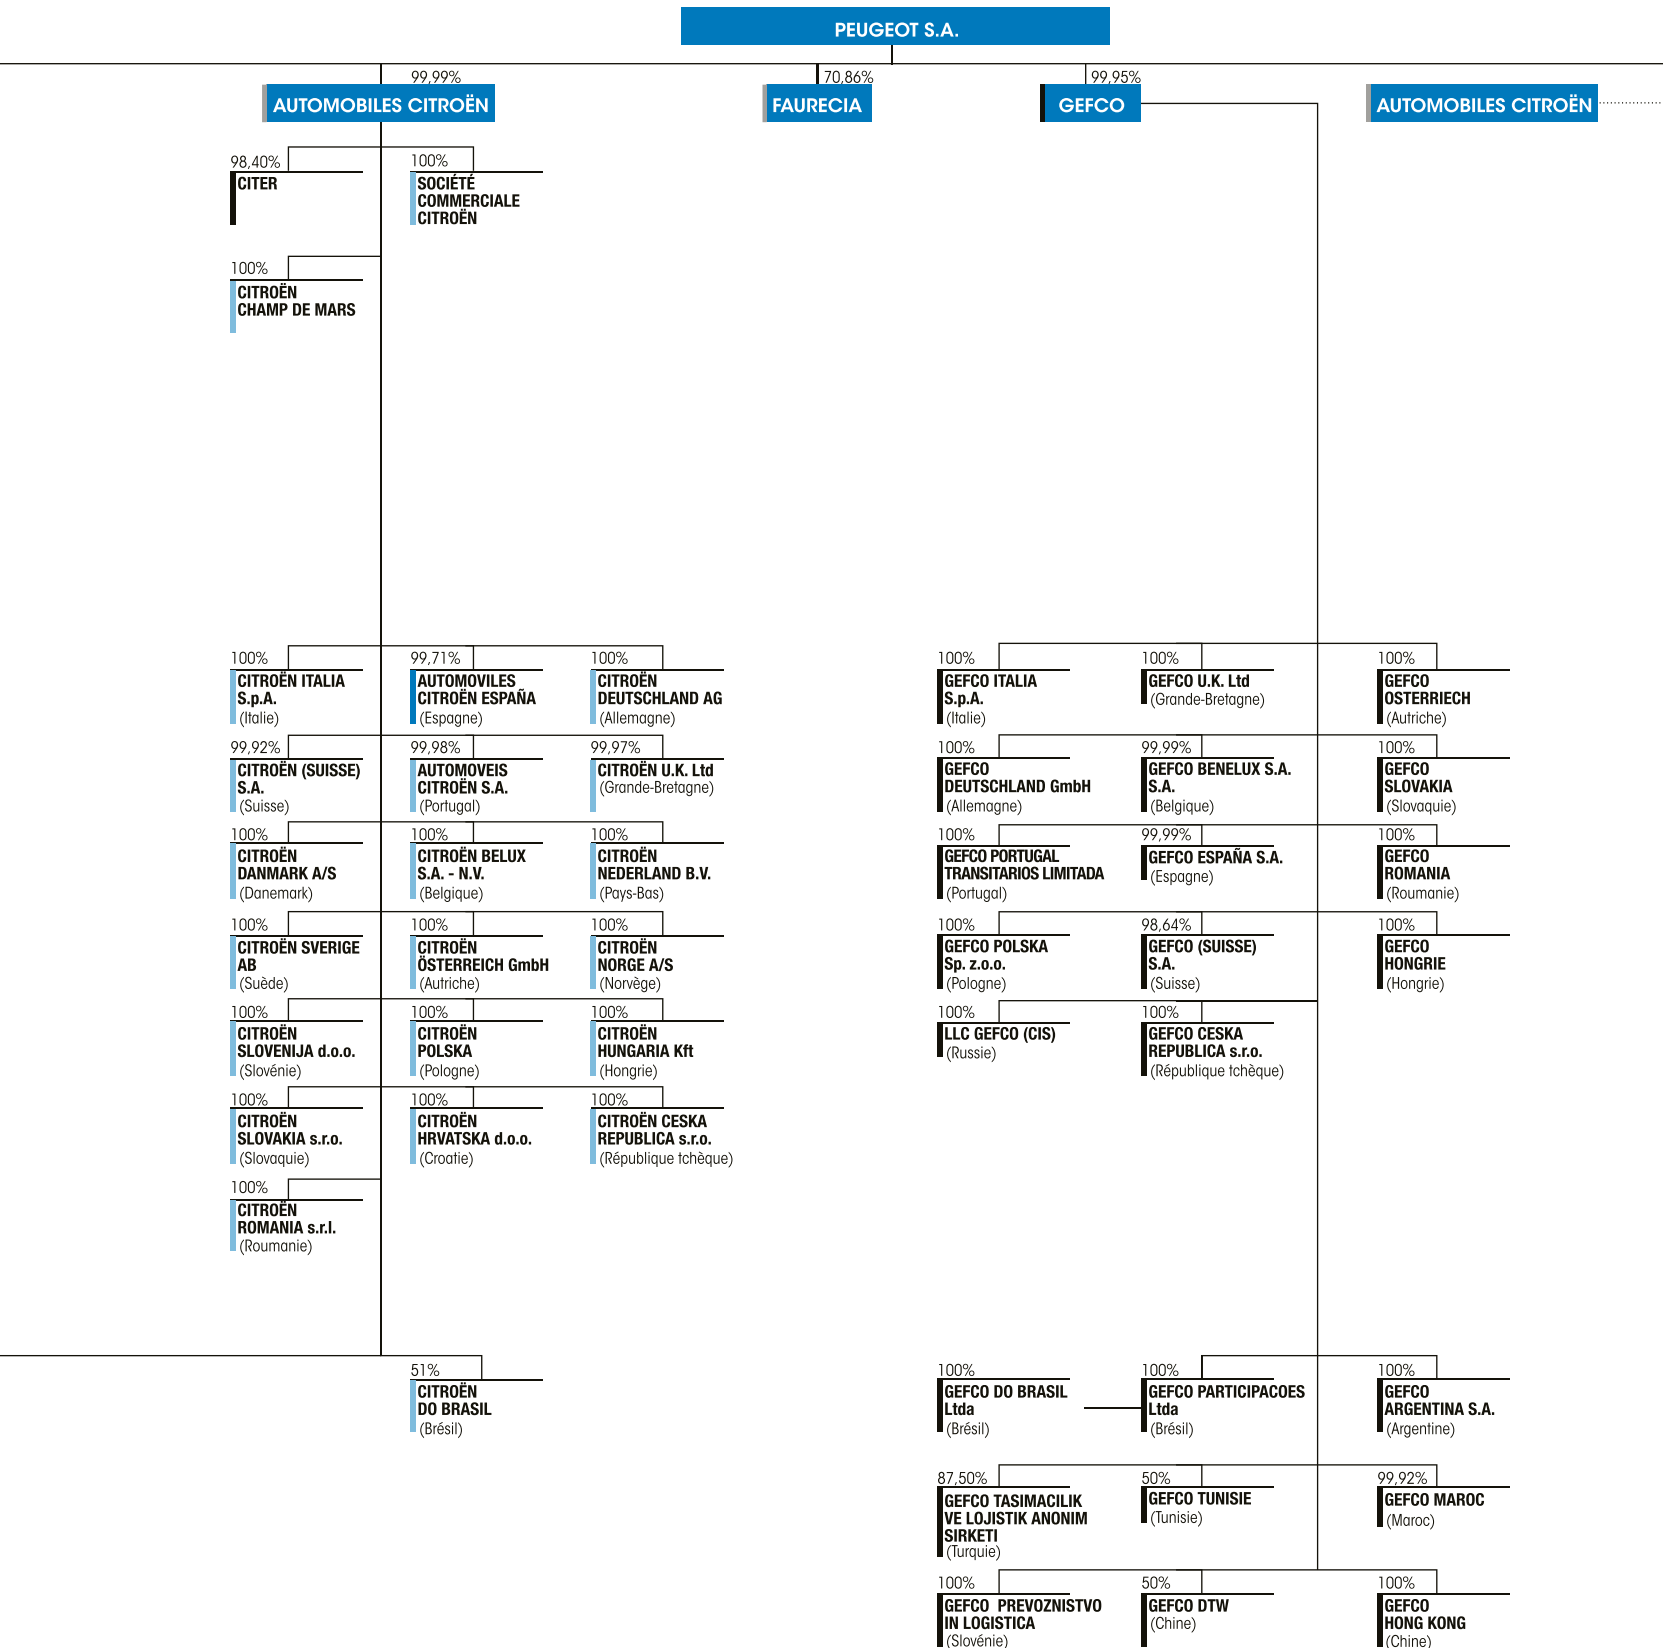 PEUGEOT S.A.
99,99%
AUTOMOBILES CITROËN
70,86%
FAURECIA
99,95%
GEFCO
AUTOMOBILES CITROËN
98,40%
CITER
100%
SOCIÉTÉ
COMMERCIALE
CITROËN
100%
CITROËN
CHAMP DE MARS
100%
CITROËN ITALIA
S.p.A.
(Italie)
99,71%
AUTOMOVILES
CITROËN ESPAÑA
(Espagne)
100%
CITROËN
DEUTSCHLAND AG
(Allemagne)
99,92%
CITROËN (SUISSE)
S.A.
(Suisse)
99,98%
AUTOMOVEIS
CITROËN S.A.
(Portugal)
99,97%
CITROËN U.K. Ltd
(Grande-Bretagne)
100%
CITROËN
DANMARK A/S
(Danemark)
100%
CITROËN BELUX
S.A. - N.V.
(Belgique)
100%
CITROËN
NEDERLAND B.V.
(Pays-Bas)
100%
CITROËN SVERIGE
AB
(Suède)
100%
CITROËN
ÖSTERREICH GmbH
(Autriche)
100%
CITROËN
NORGE A/S
(Norvège)
100%
CITROËN
SLOVENIJA d.o.o.
(Slovénie)
100%
CITROËN
POLSKA
(Pologne)
100%
CITROËN
HUNGARIA Kft
(Hongrie)
100%
CITROËN
SLOVAKIA s.r.o.
(Slovaquie)
100%
CITROËN
HRVATSKA d.o.o.
(Croatie)
100%
CITROËN CESKA
REPUBLICA s.r.o.
(République tchèque)
100%
CITROËN
ROMANIA s.r.l.
(Roumanie)
51%
CITROËN
DO BRASIL
(Brésil)
100%
GEFCO ITALIA
S.p.A.
(Italie)
100%
GEFCO U.K. Ltd
(Grande-Bretagne)
100%
GEFCO
OSTERRIECH
(Autriche)
100%
GEFCO
DEUTSCHLAND GmbH
(Allemagne)
99,99%
GEFCO BENELUX S.A.
S.A.
(Belgique)
100%
GEFCO
SLOVAKIA
(Slovaquie)
100%
GEFCO PORTUGAL
TRANSITARIOS LIMITADA
(Portugal)
99,99%
GEFCO ESPAÑA S.A.
(Espagne)
100%
GEFCO
ROMANIA
(Roumanie)
100%
GEFCO POLSKA
Sp. z.o.o.
(Pologne)
98,64%
GEFCO (SUISSE)
S.A.
(Suisse)
100%
GEFCO
HONGRIE
(Hongrie)
100%
LLC GEFCO (CIS)
(Russie)
100%
GEFCO CESKA
REPUBLICA s.r.o.
(République tchèque)
100%
GEFCO DO BRASIL
Ltda
(Brésil)
100%
GEFCO PARTICIPACOES
Ltda
(Brésil)
100%
GEFCO
ARGENTINA S.A.
(Argentine)
87,50%
GEFCO TASIMACILIK
VE LOJISTIK ANONIM
SIRKETI
(Turquie)
50%
GEFCO TUNISIE
(Tunisie)
99,92%
GEFCO MAROC
(Maroc)
100%
GEFCO PREVOZNISTVO
IN LOGISTICA
(Slovénie)
50%
GEFCO DTW
(Chine)
100%
GEFCO
HONG KONG
(Chine)